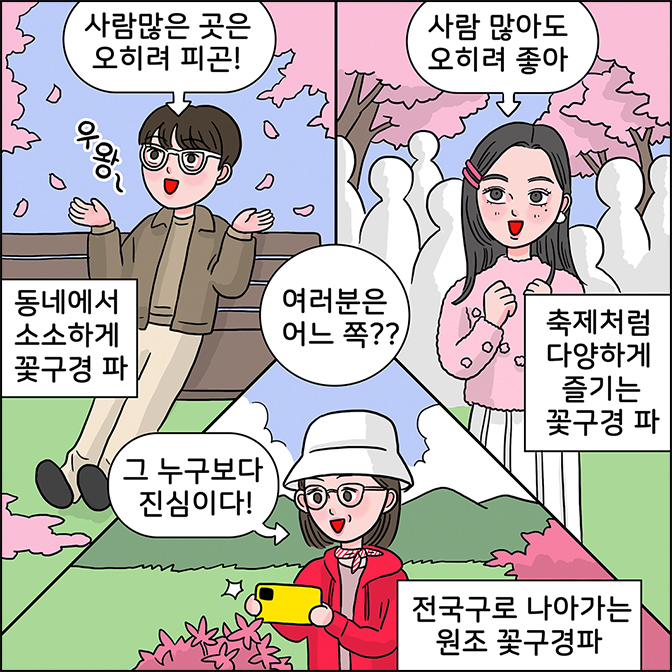 사람많은 곳은
오히려 피곤!
우왕~
동네에서
소소하게
꽃구경 파
사람 많아도
오히려 좋아
축제처럼
다양하게
즐기는
꽃구경 파
여러분은
어느 쪽??
그 누구보다
진심이다!
전국구로 나아가는
원조 꽃구경파